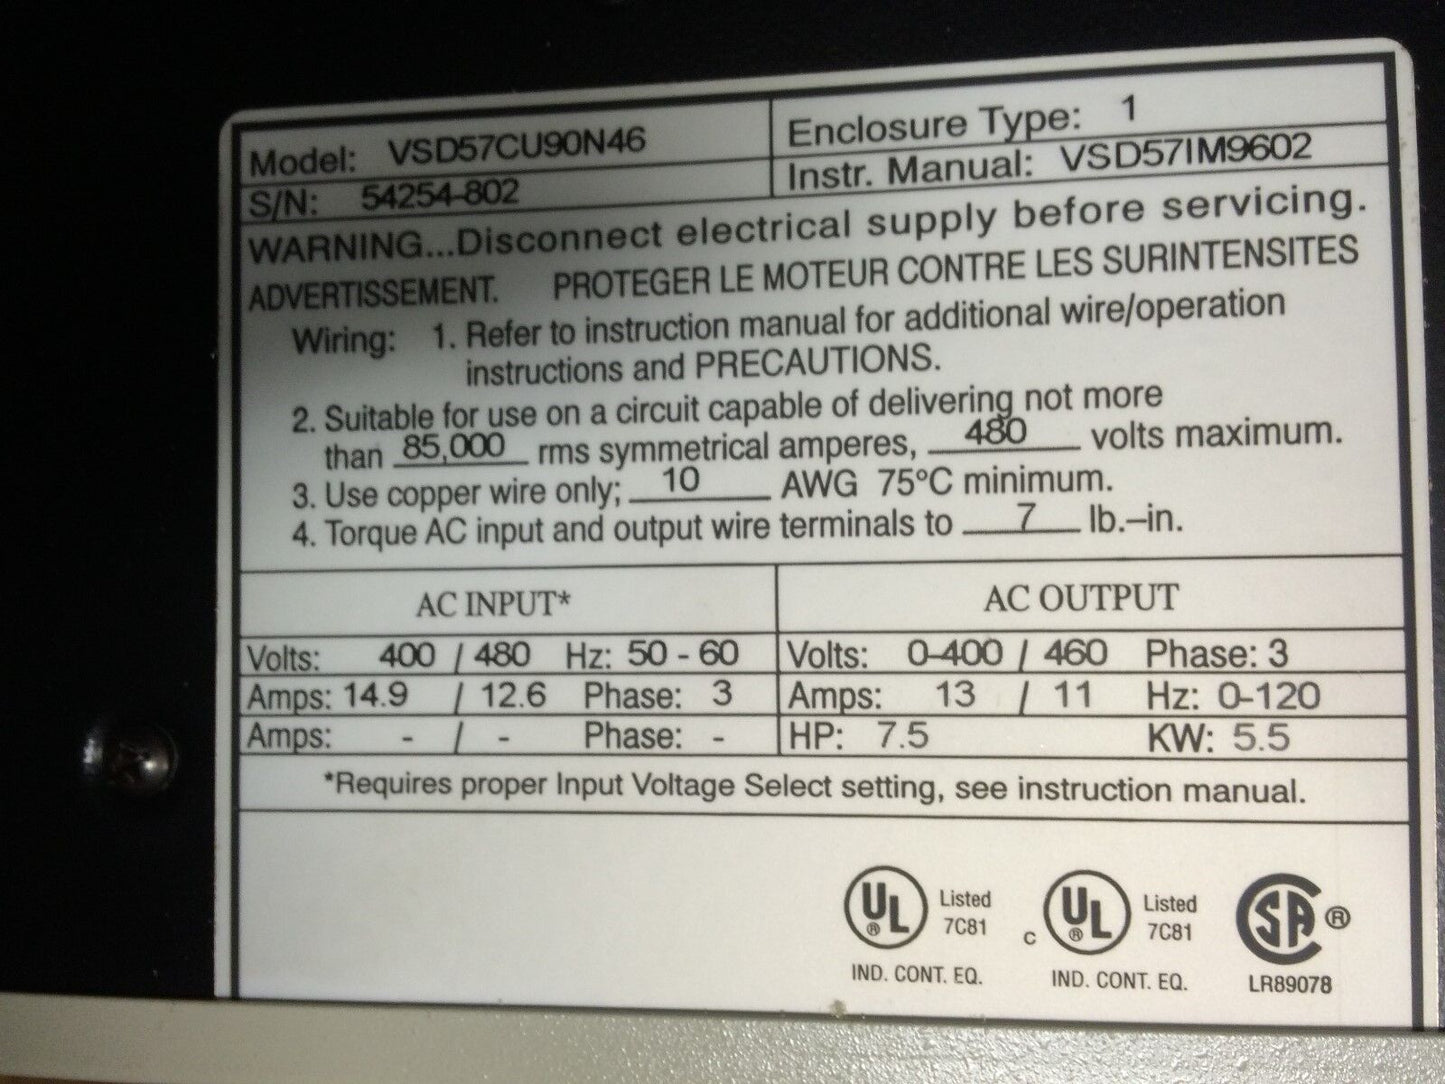 Model: VSD57CU90N46
Enclosure Type: 1
S/N: 54254-802
Instr. Manual: VSD57IM9602
WARNING...Disconnect electrical supply before servicing.
ADVERTISSEMENT. PROTEGER LE MOTEUR CONTRE LES SURINTENSITES
Wiring: 1. Refer to instruction manual for additional wire/operation
instructions and PRECAUTIONS.
2. Suitable for use on a circuit capable of delivering not more
than 85,000 rms symmetrical amperes, 480 volts maximum.
3. Use copper wire only; 10 AWG 75°C minimum.
4. Torque AC input and output wire terminals to 7 lb.–in.
AC INPUT*
AC OUTPUT
Volts: 400 / 480 Hz: 50 - 60
Volts: 0-400 / 460 Phase: 3
Amps: 14.9 / 12.6 Phase: 3
Amps: 13 / 11 Hz: 0-120
Amps: - / - Phase: -
HP: 7.5 KW: 5.5
*Requires proper Input Voltage Select setting, see instruction manual.
UL ® Listed 7C81
IND. CONT. EQ.
c UL ® Listed 7C81
IND. CONT. EQ.
SA ®
LR89078